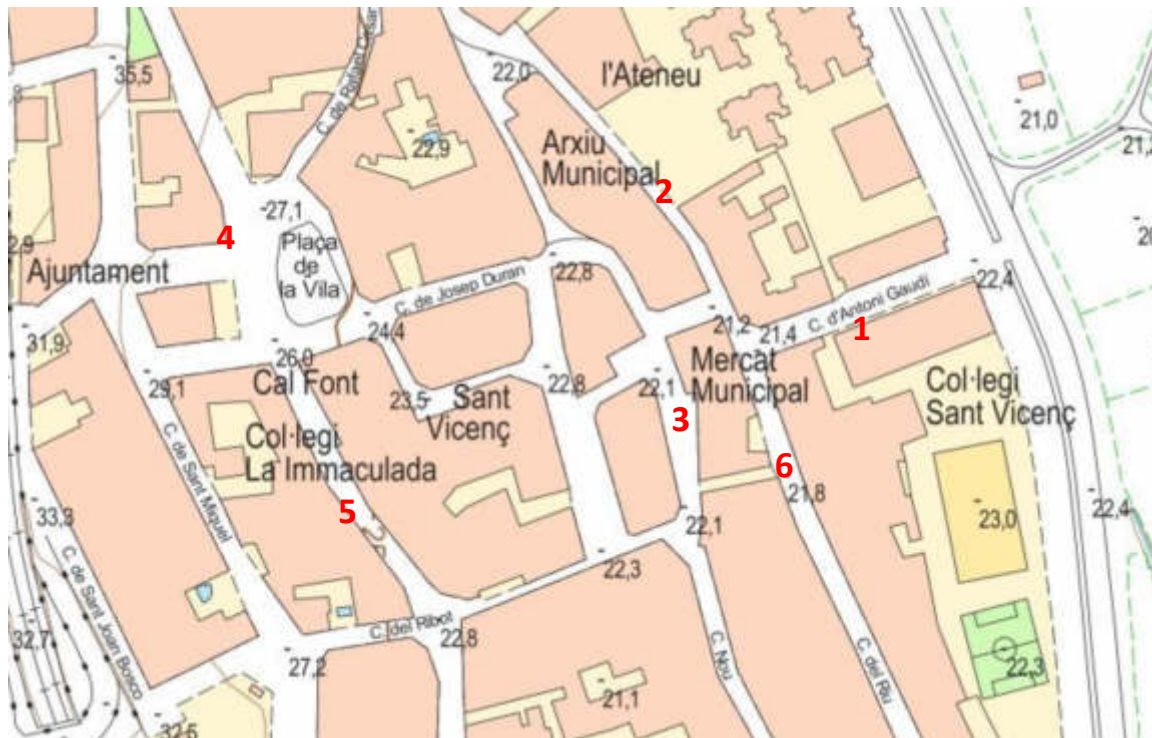 35,5
22,0
l'Ateneu
21,0
C. de Rafael
22,9
Arxiu
Municipal
2
27,1
4
Plaça
de
la Vila
Ajuntament
22,8
C. de Josep Duran
22,4
C. d'Antoni Gaudí
1
24,4
21,2
21,4
31,9
26,0
Mercat
Municipal
29,1
Cal Font
22,8
22,1
Col·legi
Sant Vicenç
23,5
Sant
Vicenç
3
Col·legi
La Immaculada
6
21,8
5
33,3
C. de Sant Miquel
22,1
23,0
22,4
22,3
C. de Sant Joan Bosco
32,7
C. del Ribot
22,8
27,2
C. Nou
C. del Riu
22,3
21,1
32,5